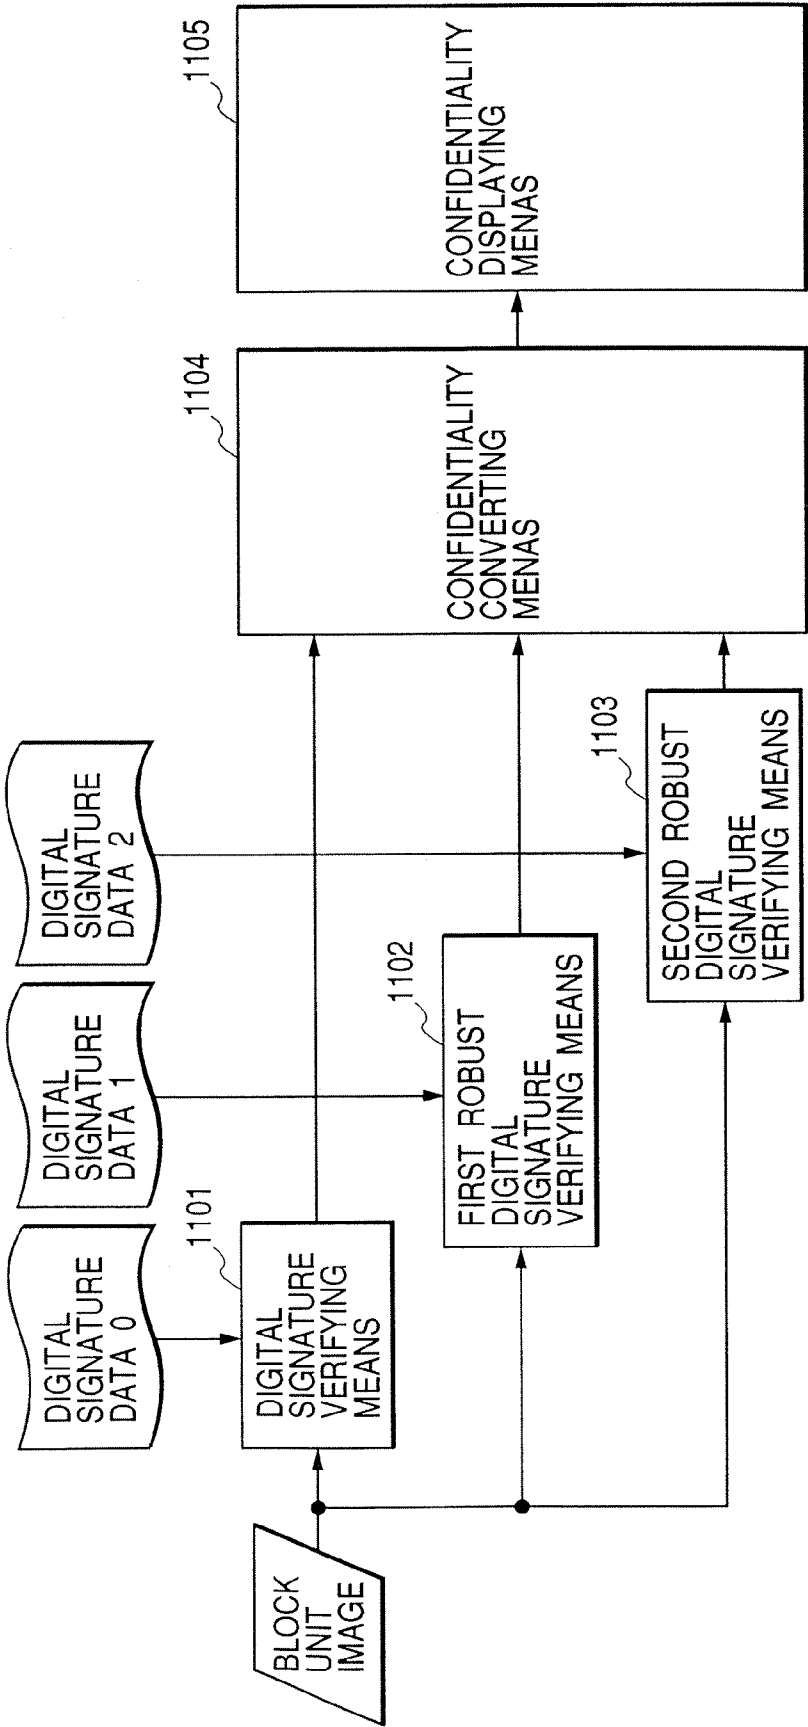 DIGITAL
SIGNATURE
DATA 0
DIGITAL
SIGNATURE
DATA 1
DIGITAL
SIGNATURE
DATA 2
BLOCK
UNIT
IMAGE
1101
DIGITAL
SIGNATURE
VERIFYING
MEANS
1102
FIRST ROBUST
DIGITAL
SIGNATURE
VERIFYING MEANS
1103
SECOND ROBUST
DIGITAL
SIGNATURE
VERIFYING MEANS
1104
CONFIDENTIALITY
CONVERTING
MENAS
1105
CONFIDENTIALITY
DISPLAYING
MENAS